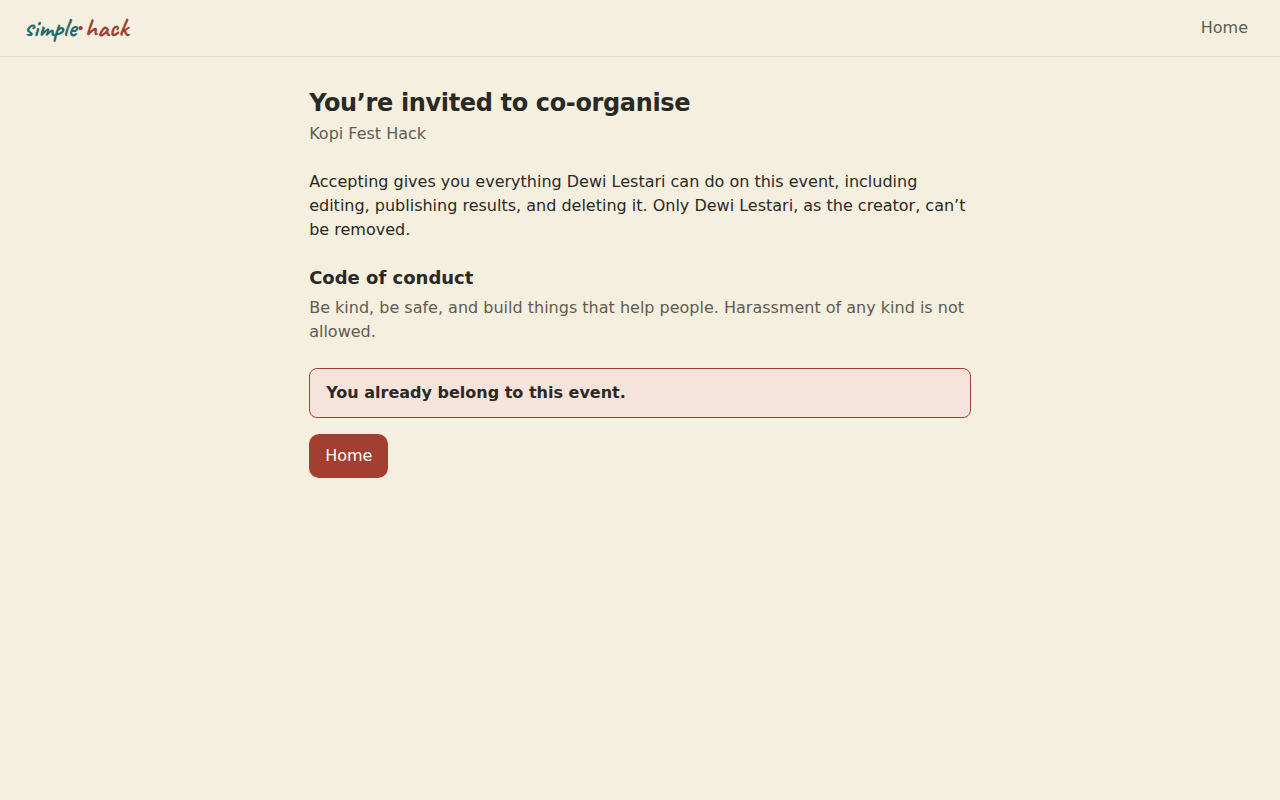 simple·hack
Home
You’re invited to co-organise
Kopi Fest Hack
Accepting gives you everything Dewi Lestari can do on this event, including
editing, publishing results, and deleting it. Only Dewi Lestari, as the creator, can’t
be removed.
Code of conduct
Be kind, be safe, and build things that help people. Harassment of any kind is not
allowed.
You already belong to this event.
Home